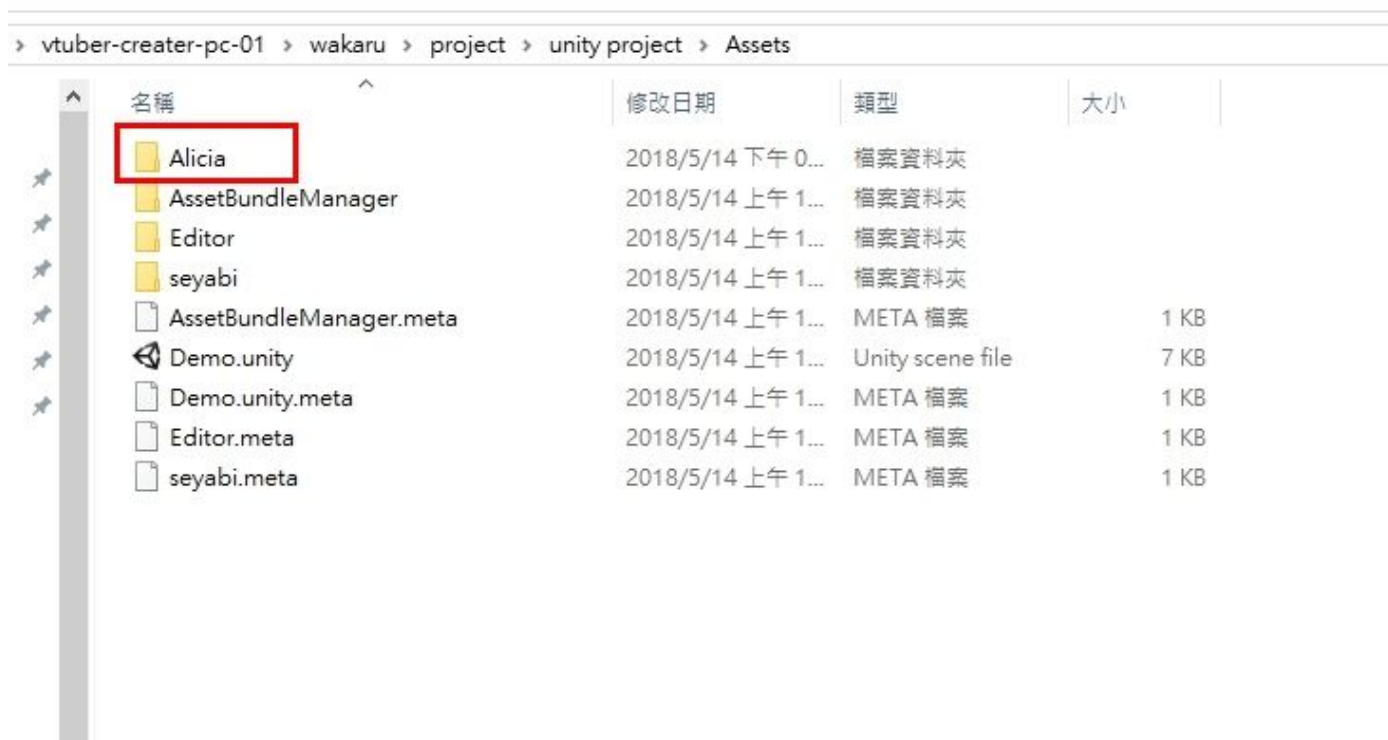 › vtuber-creater-pc-01 › wakaru › project › unity project › Assets
名稱 修改日期 類型 大小
Alicia 2018/5/14 下午 0... 檔案資料夾
AssetBundleManager 2018/5/14 上午 1... 檔案資料夾
Editor 2018/5/14 上午 1... 檔案資料夾
seyabi 2018/5/14 上午 1... 檔案資料夾
AssetBundleManager.meta 2018/5/14 上午 1... META 檔案 1 KB
Demo.unity 2018/5/14 上午 1... Unity scene file 7 KB
Demo.unity.meta 2018/5/14 上午 1... META 檔案 1 KB
Editor.meta 2018/5/14 上午 1... META 檔案 1 KB
seyabi.meta 2018/5/14 上午 1... META 檔案 1 KB